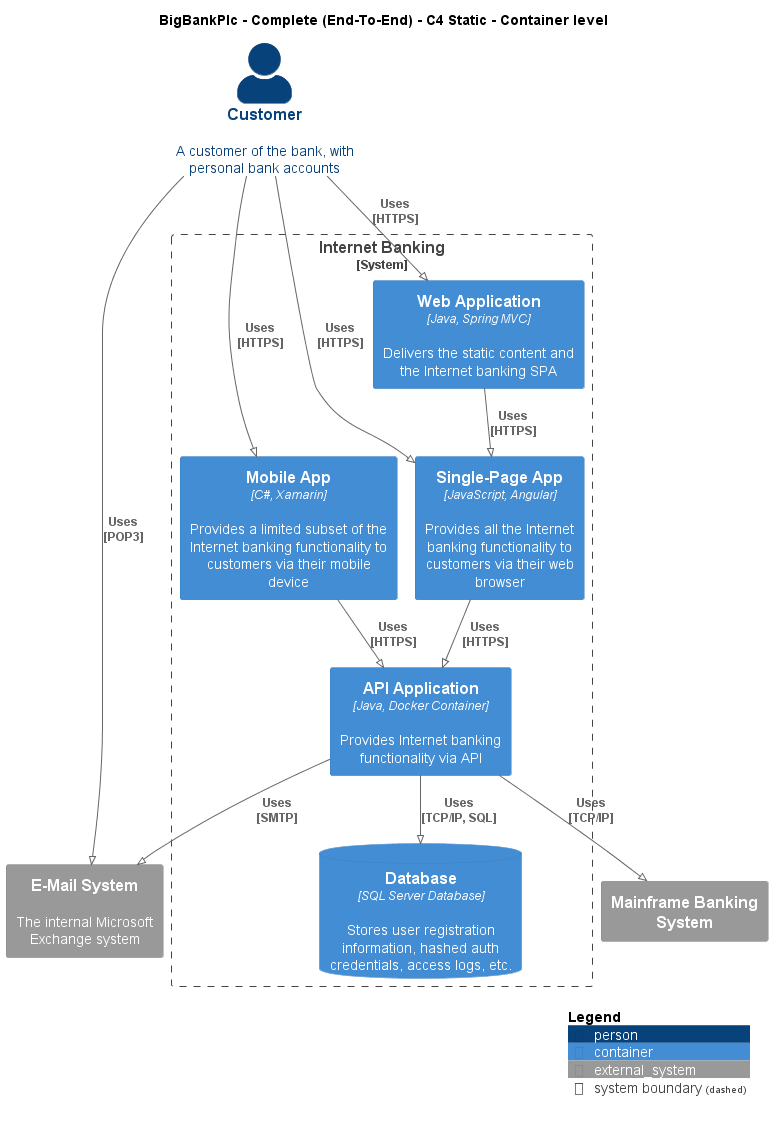 BigBankPlc - Complete (End-To-End) - C4 Static - Container level
Customer
A customer of the bank, with
personal bank accounts
Uses
[HTTPS]
Internet Banking
[System]
Web Application
[Java, Spring MVC]
Delivers the static content and
the Internet banking SPA
Uses
[HTTPS]
Uses
[HTTPS]
Uses
[HTTPS]
Mobile App
[C#, Xamarin]
Provides a limited subset of the
Internet banking functionality to
customers via their mobile
device
Single-Page App
[JavaScript, Angular]
Provides all the Internet
banking functionality to
customers via their web
browser
Uses
[POP3]
Uses
[HTTPS]
Uses
[HTTPS]
API Application
[Java, Docker Container]
Provides Internet banking
functionality via API
Uses
[SMTP]
Uses
[TCP/IP, SQL]
Uses
[TCP/IP]
E-Mail System
The internal Microsoft
Exchange system
Database
[SQL Server Database]
Stores user registration
information, hashed auth
credentials, access logs, etc.
Mainframe Banking
System
Legend
person
container
external_system
system boundary (dashed)